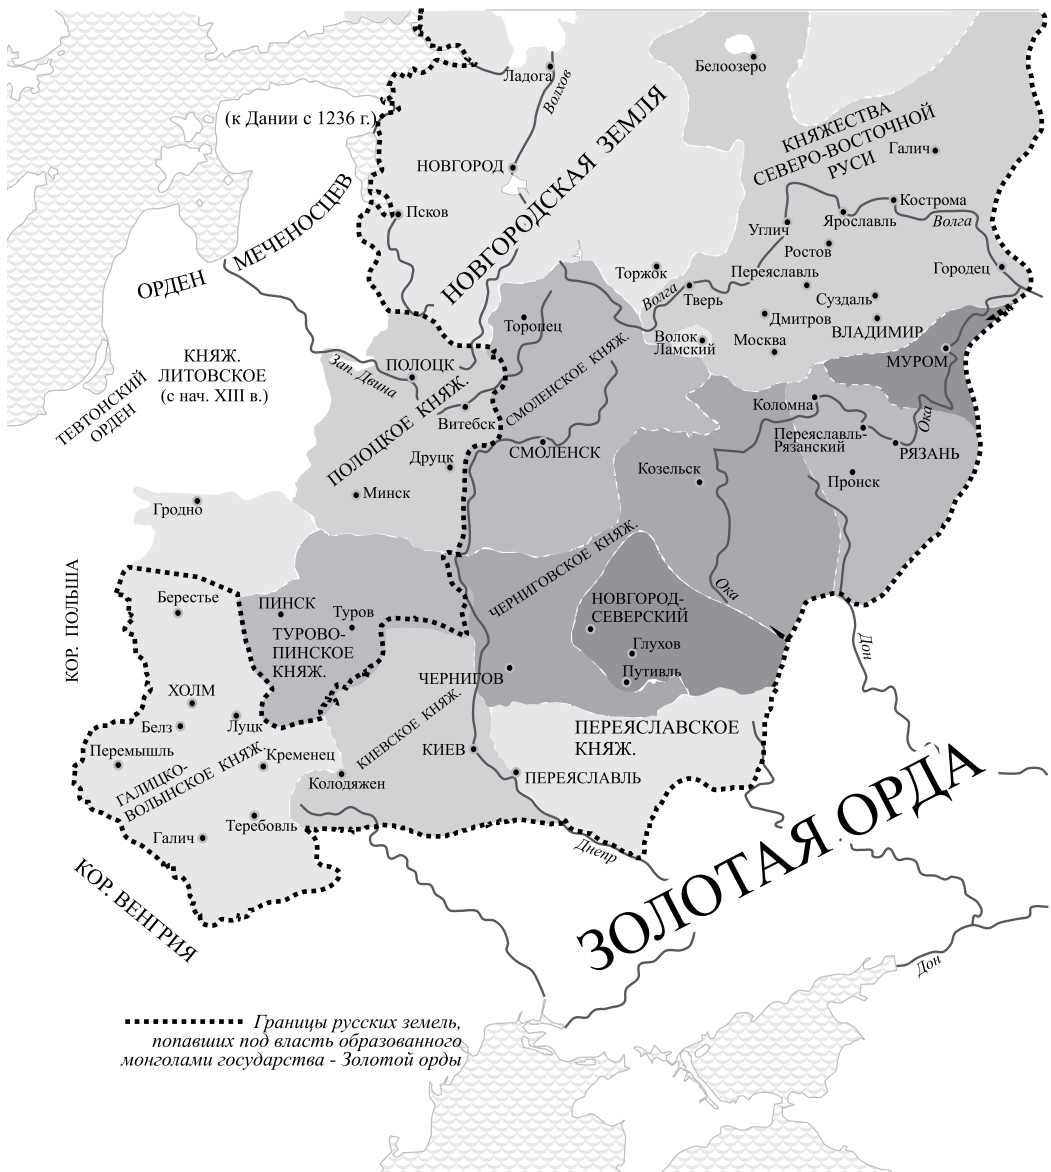 Ладога
Волхов
Белоозеро
(к Дании с 1236 г.)
НОВГОРОД
НОВГОРОДСКАЯ ЗЕМЛЯ
КНЯЖЕСТВА
СЕВЕРО-ВОСТОЧНОЙ
РУСИ
Галич
Псков
ОРДЕН МЕЧЕНОСЦЕВ
Кострома
Волга
Углич
Ярославль
Ростов
Торжок
Переяславль
Городец
Волга
Тверь
Суздаль
Торопец
Дмитров
ВЛАДИМИР
Волок
Ламский
Москва
МУРОМ
КНЯЖ.
ЛИТОВСКОЕ
(с нач. XIII в.)
Зап. Двина
ПОЛОЦК
СМОЛЕНСКОЕ КНЯЖ.
ТЕВТОНСКИЙ
ОРДЕН
ПОЛОЦКОЕ КНЯЖ.
Витебск
Коломна
Ока
Переяславль-
Рязанский
РЯЗАНЬ
СМОЛЕНСК
Друцк
Козельск
Пронск
Минск
Гродно
ЧЕРНИГОВСКОЕ КНЯЖ.
КОР. ПОЛЬША
Берестье
ПИНСК
Туров
НОВГОРОД-
СЕВЕРСКИЙ
Ока
ТУРОВО-
ПИНСКОЕ
КНЯЖ.
Глухов
Дон
Путивль
ЧЕРНИГОВ
ХОЛМ
Белз
Луцк
КИЕВСКОЕ КНЯЖ.
ПЕРЕЯСЛАВСКОЕ
КНЯЖ.
Перемышль
Кременец
КИЕВ
ГАЛИЦКО-
ВОЛЫНСКОЕ КНЯЖ.
Колодяжен
ПЕРЕЯСЛАВЛЬ
Теребовль
Галич
Днепр
ЗОЛОТАЯ ОРДА
КОР. ВЕНГРИЯ
Дон
Границы русских земель,
попавших под власть образованного
монголами государства - Золотой орды